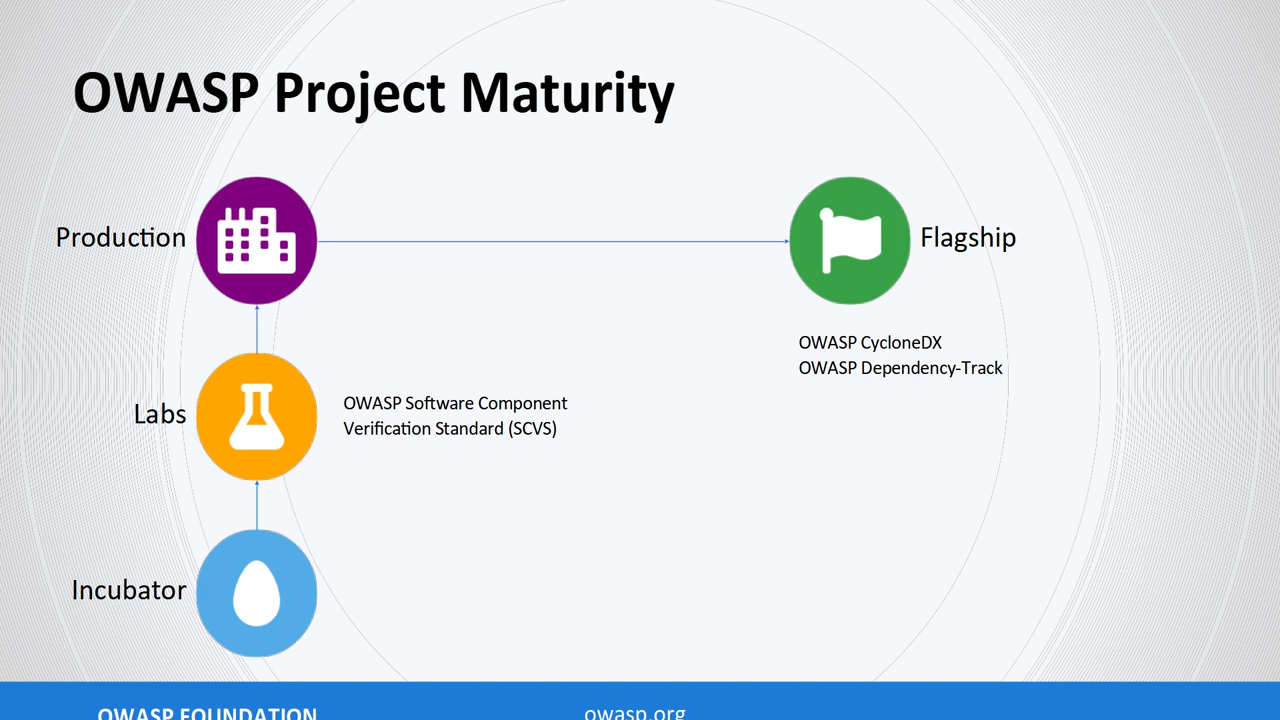 OWASP Project Maturity
Production
Flagship
OWASP CycloneDX
OWASP Dependency-Track
Labs
OWASP Software Component
Verification Standard (SCVS)
Incubator
OWASP FOUNDATION
owasp.org